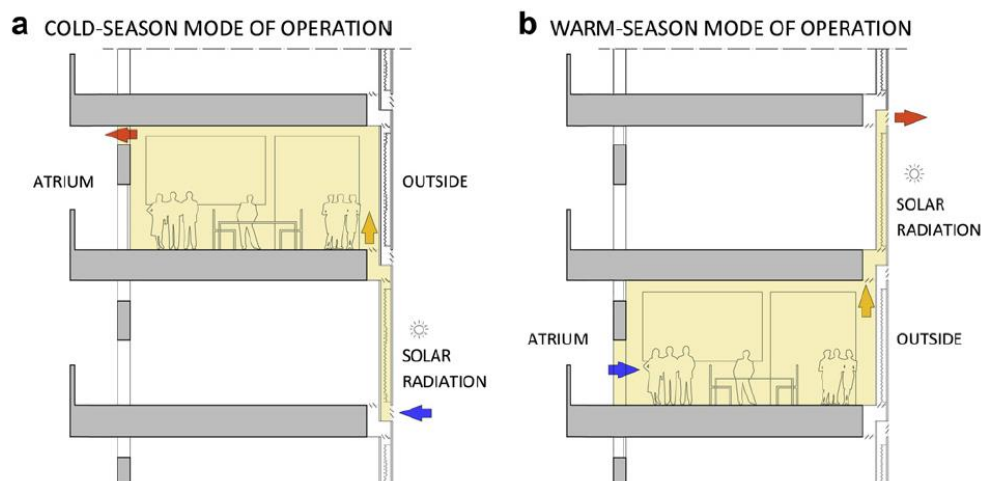 a COLD-SEASON MODE OF OPERATION
ATRIUM
OUTSIDE
SOLAR
RADIATION
b WARM-SEASON MODE OF OPERATION
SOLAR
RADIATION
ATRIUM
OUTSIDE